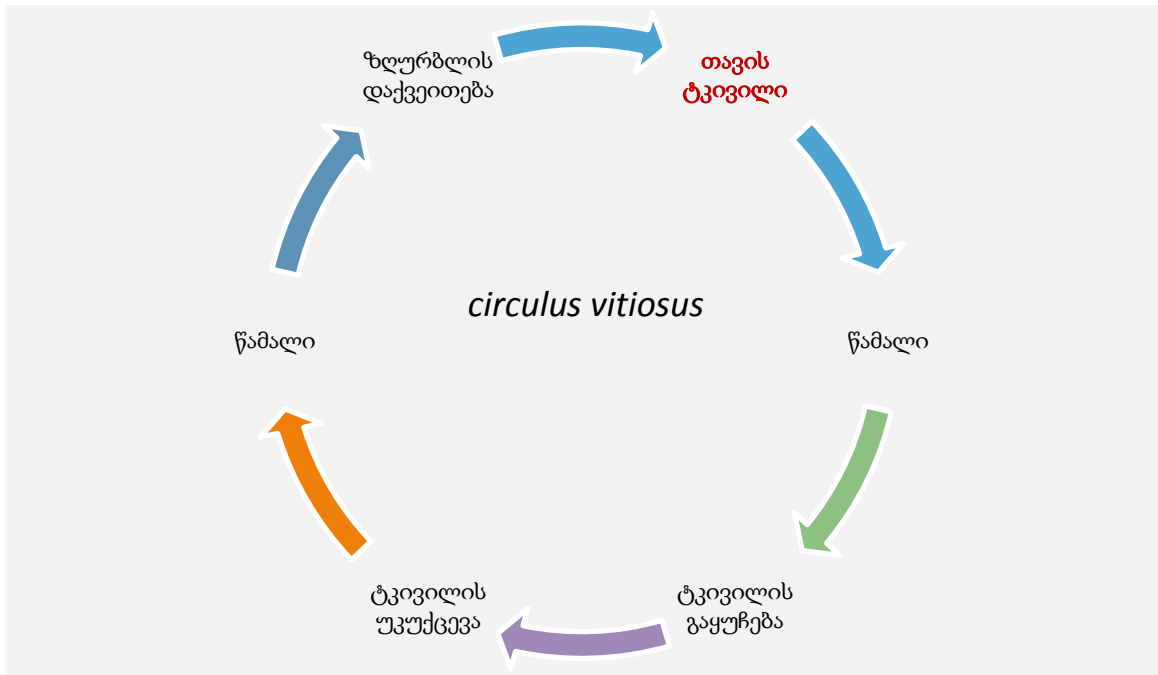 ზღურბლის
დაქვეითება
თავის
ტკივილი
circulus vitiosus
წამალი
წამალი
ტკივილის
უკუქცევა
ტკივილის
გაყუჩება